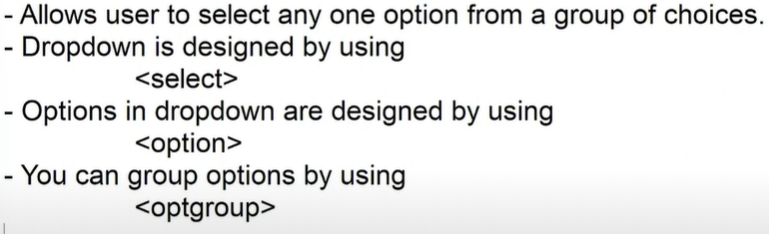 - Allows user to select any one option from a group of choices.
- Dropdown is designed by using
<select>
- Options in dropdown are designed by using
<option>
- You can group options by using
<optgroup>